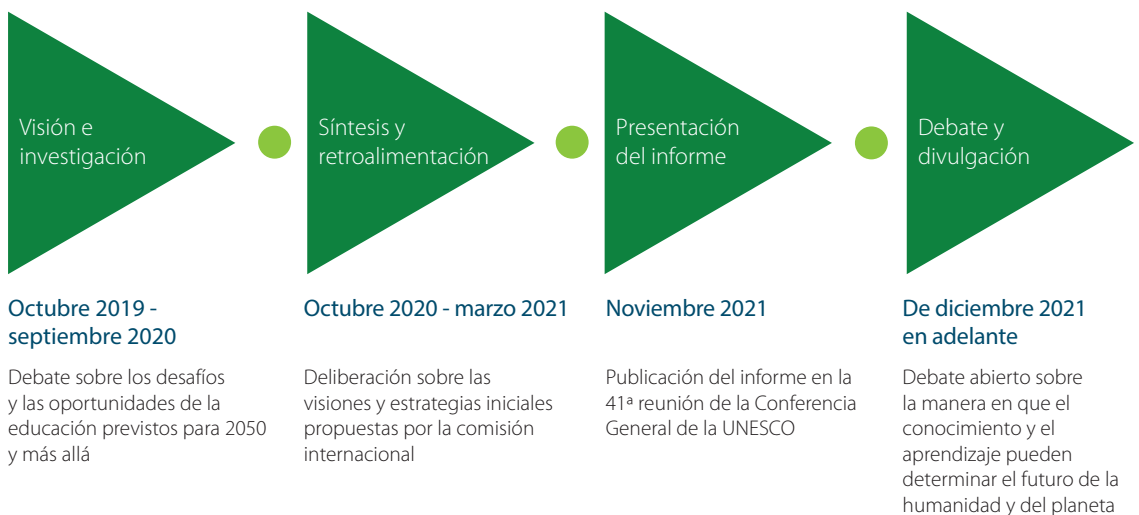 Visión e
investigación
Síntesis y
retroalimentación
Presentación
del informe
Debate y
divulgación
Octubre 2019 -
septiembre 2020
Debate sobre los desafíos
y las oportunidades de la
educación previstos para 2050
y más allá
Octubre 2020 - marzo 2021
Deliberación sobre las
visiones y estrategias iniciales
propuestas por la comisión
internacional
Noviembre 2021
Publicación del informe en la
41ª reunión de la Conferencia
General de la UNESCO
De diciembre 2021
en adelante
Debate abierto sobre
la manera en que el
conocimiento y el
aprendizaje pueden
determinar el futuro de la
humanidad y del planeta